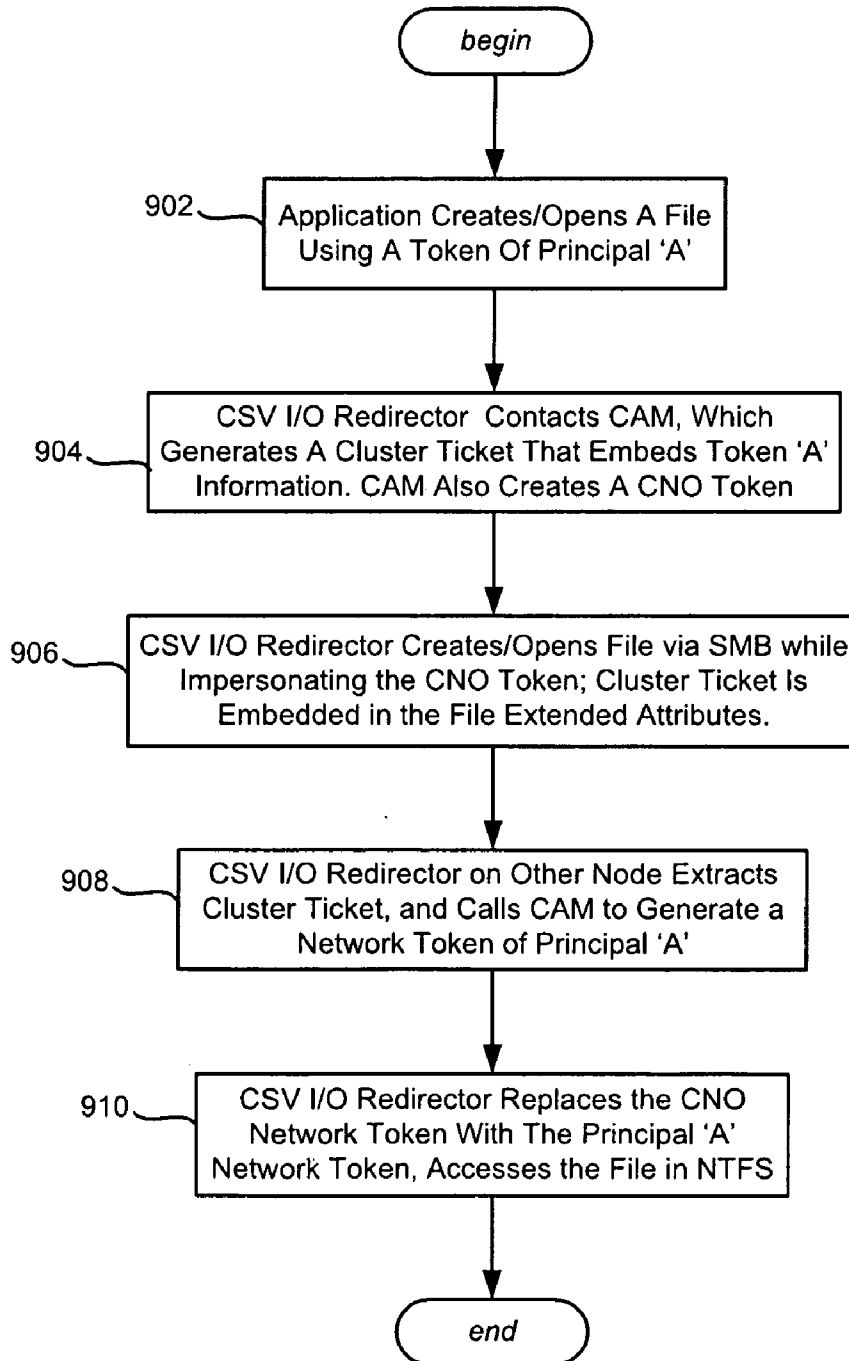 begin
902
Application Creates/Opens A File
Using A Token Of Principal 'A'
904
CSV I/O Redirector Contacts CAM, Which
Generates A Cluster Ticket That Embeds Token 'A'
Information. CAM Also Creates A CNO Token
906
CSV I/O Redirector Creates/Opens File via SMB while
Impersonating the CNO Token; Cluster Ticket Is
Embedded in the File Extended Attributes.
908
CSV I/O Redirector on Other Node Extracts
Cluster Ticket, and Calls CAM to Generate a
Network Token of Principal 'A'
910
CSV I/O Redirector Replaces the CNO
Network Token With The Principal 'A'
Network Token, Accesses the File in NTFS
end